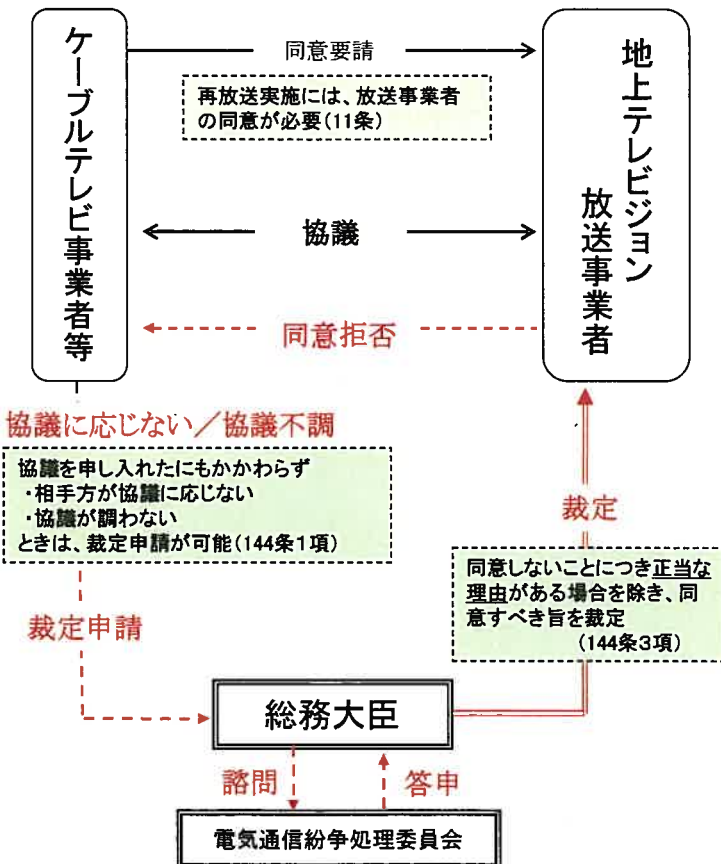 ケーブルテレビ事業者等
同意要請
地上テレビジョン
放送事業者
再放送実施には、放送事業者
の同意が必要(11条)
協議
同意拒否
協議に応じない／協議不調
協議を申し入れたにもかかわらず
・相手方が協議に応じない
・協議が調わない
ときは、裁定申請が可能(144条1項)
裁定
同意しないことにつき正当な
理由がある場合を除き、同
意すべき旨を裁定
(144条3項)
裁定申請
総務大臣
諮問
答申
電気通信紛争処理委員会